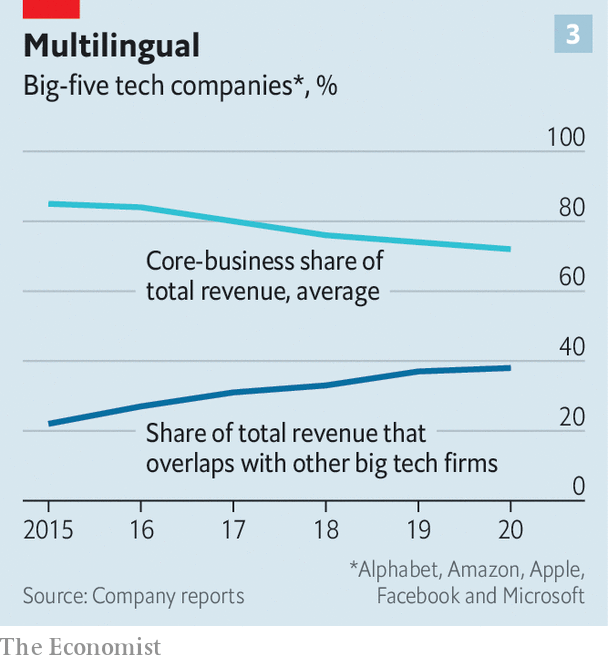 Multilingual
3
Big-five tech companies*, %
100
80
Core-business share of
total revenue, average
60
40
20
Share of total revenue that
overlaps with other big tech firms
0
2015 16 17 18 19 20
*Alphabet, Amazon, Apple,
Source: Company reports
Facebook and Microsoft
The Economist